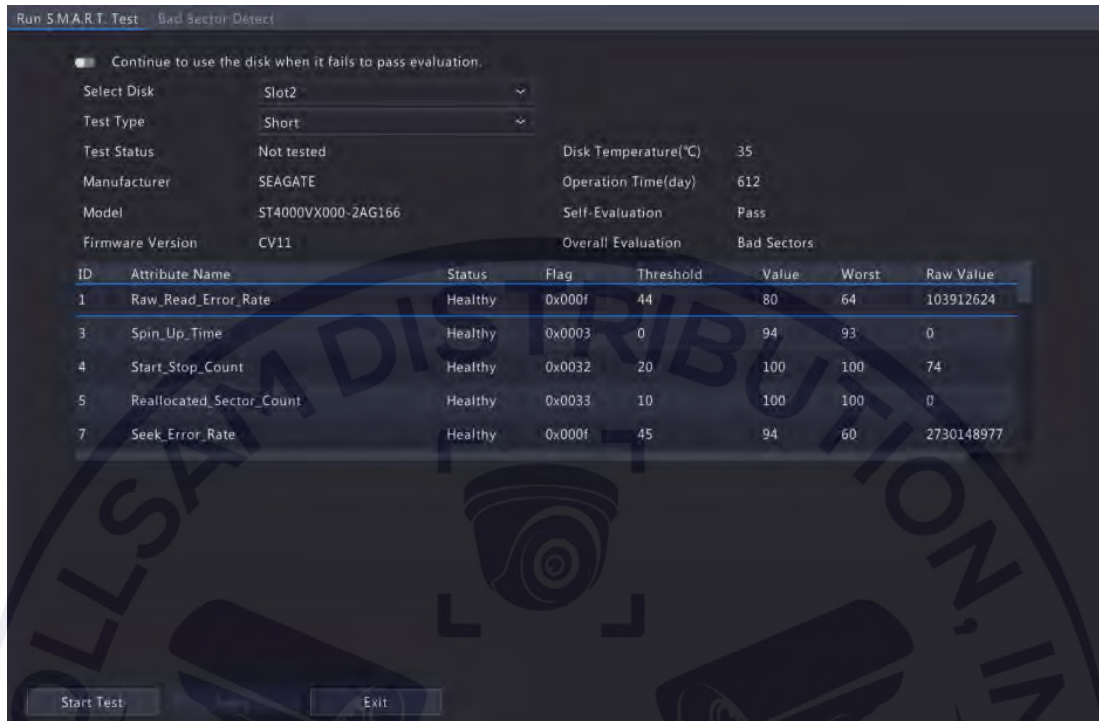 Run S.M.A.R.T. Test Bad Sector Detect
Continue to use the disk when it fails to pass evaluation.
Select Disk Slot2
Test Type Short
Test Status Not tested Disk Temperature(℃) 35
Manufacturer SEAGATE Operation Time(day) 612
Model ST4000VX000-2AG166 Self-Evaluation Pass
Firmware Version CV11 Overall Evaluation Bad Sectors
ID Attribute Name Status Flag Threshold Value Worst Raw Value
1 Raw_Read_Error_Rate Healthy 0x000f 44 80 64 103912624
3 Spin_Up_Time Healthy 0x0003 0 94 93 0
4 Start_Stop_Count Healthy 0x0032 20 100 100 74
5 Reallocated_Sector_Count Healthy 0x0033 10 100 100 0
7 Seek_Error_Rate Healthy 0x000f 45 94 60 2730148977
DISTRIBUTION,
Start Test Exit